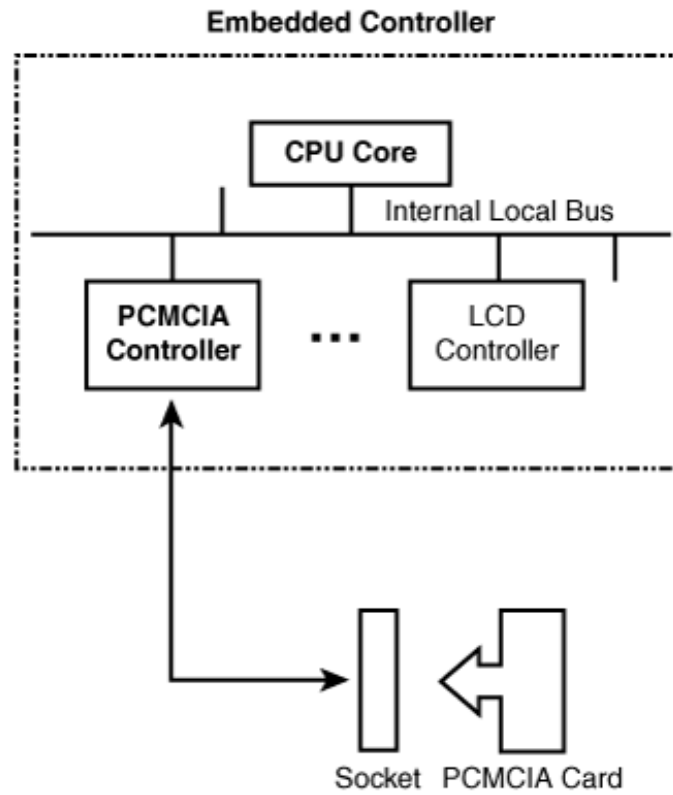 Embedded Controller
CPU Core
Internal Local Bus
PCMCIA
Controller
...
LCD
Controller
Socket
PCMCIA Card